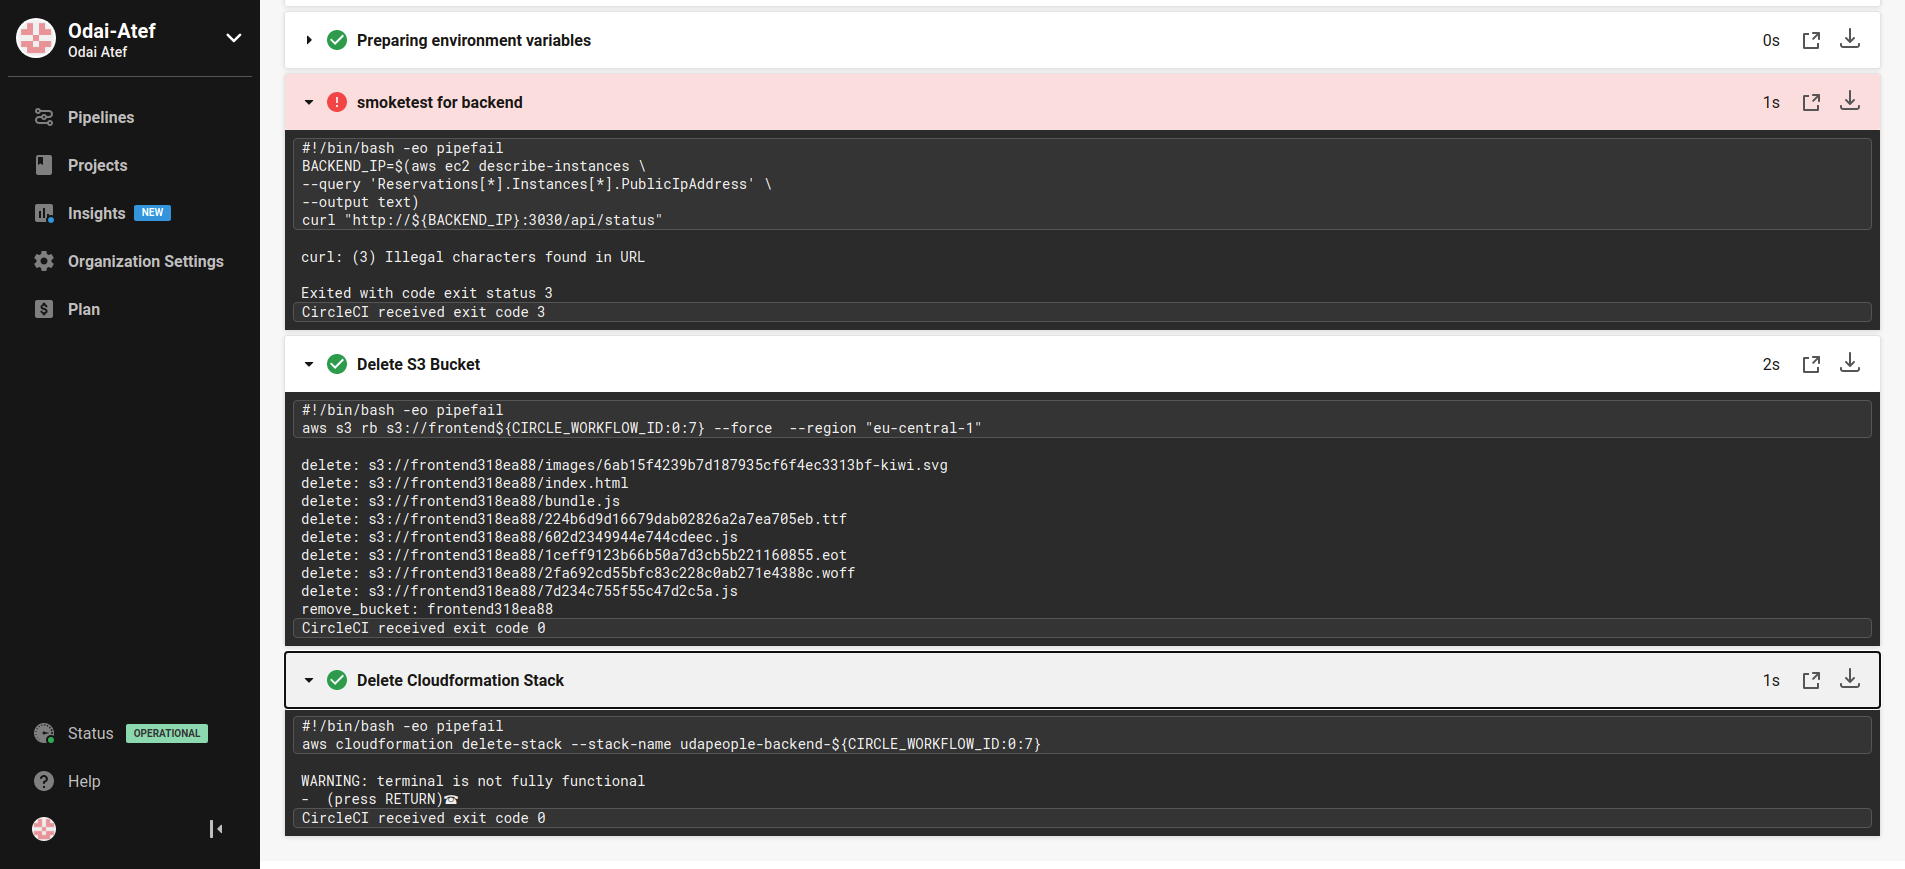 Odai-Atef
Odai Atef
Pipelines
Projects
Insights NEW
Organization Settings
Plan
Status OPERATIONAL
Help
Preparing environment variables 0s
smoketest for backend 1s
#!/bin/bash -eo pipefail
BACKEND_IP=$(aws ec2 describe-instances \
--query 'Reservations[*].Instances[*].PublicIpAddress' \
--output text)
curl "http://${BACKEND_IP}:3030/api/status"
curl: (3) Illegal characters found in URL
Exited with code exit status 3
CircleCI received exit code 3
Delete S3 Bucket 2s
#!/bin/bash -eo pipefail
aws s3 rb s3://frontend${CIRCLE_WORKFLOW_ID:0:7} --force  --region "eu-central-1"
delete: s3://frontend318ea88/images/6ab15f4239b7d187935cf6f4ec3313bf-kiwi.svg
delete: s3://frontend318ea88/index.html
delete: s3://frontend318ea88/bundle.js
delete: s3://frontend318ea88/224b6d9d16679dab02826a2a7ea705eb.ttf
delete: s3://frontend318ea88/602d2349944e744cdeec.js
delete: s3://frontend318ea88/1ceff9123b66b50a7d3cb5b221160855.eot
delete: s3://frontend318ea88/2fa692cd55bfc83c228c0ab271e4388c.woff
delete: s3://frontend318ea88/7d234c755f55c47d2c5a.js
remove_bucket: frontend318ea88
CircleCI received exit code 0
Delete Cloudformation Stack 1s
#!/bin/bash -eo pipefail
aws cloudformation delete-stack --stack-name udapeople-backend-${CIRCLE_WORKFLOW_ID:0:7}
WARNING: terminal is not fully functional
-  (press RETURN)☎
CircleCI received exit code 0